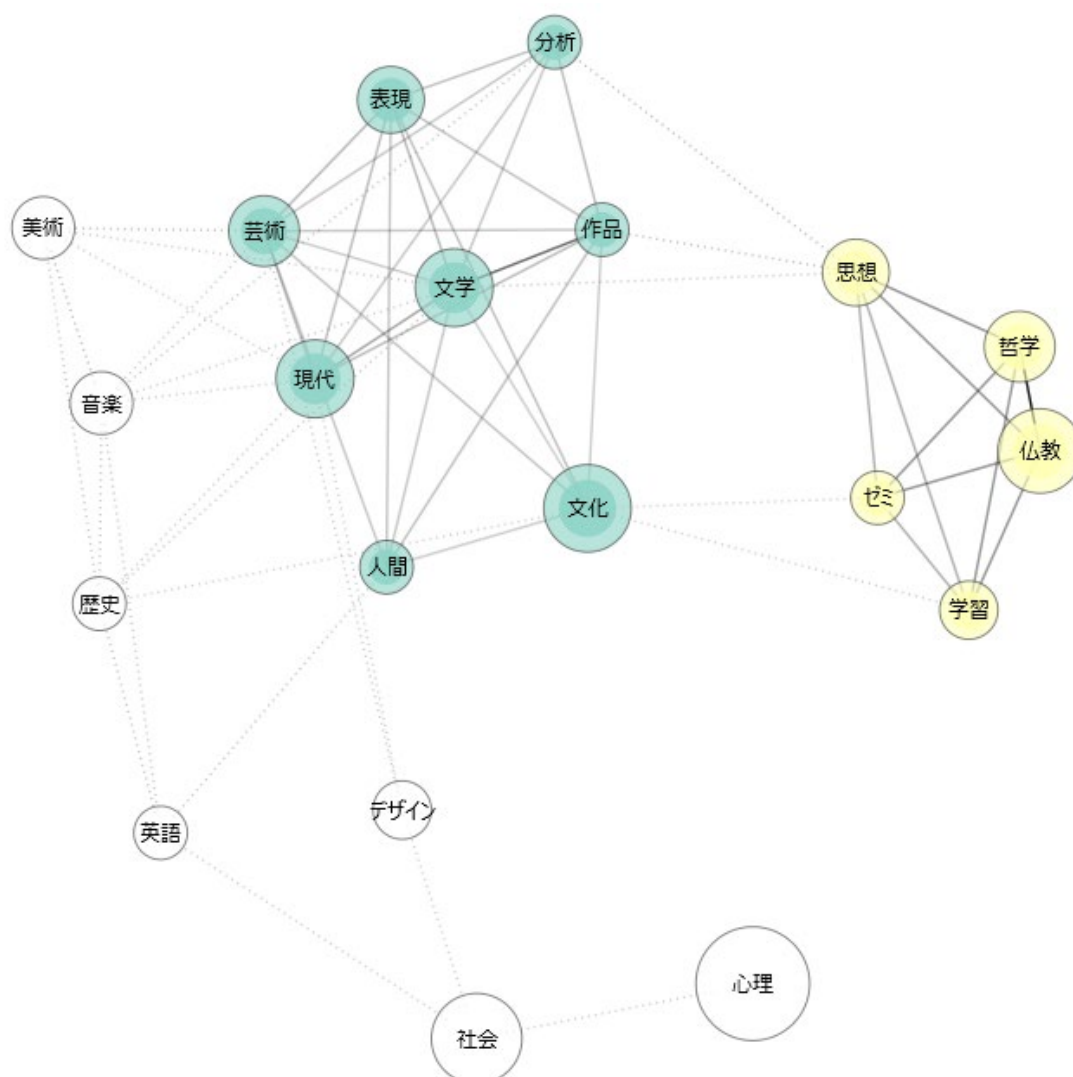 分析
表現
美術
芸術
作品
文学
思想
哲学
現代
音楽
仏教
ゼミ
文化
人間
歴史
学習
デザイン
英語
心理
社会